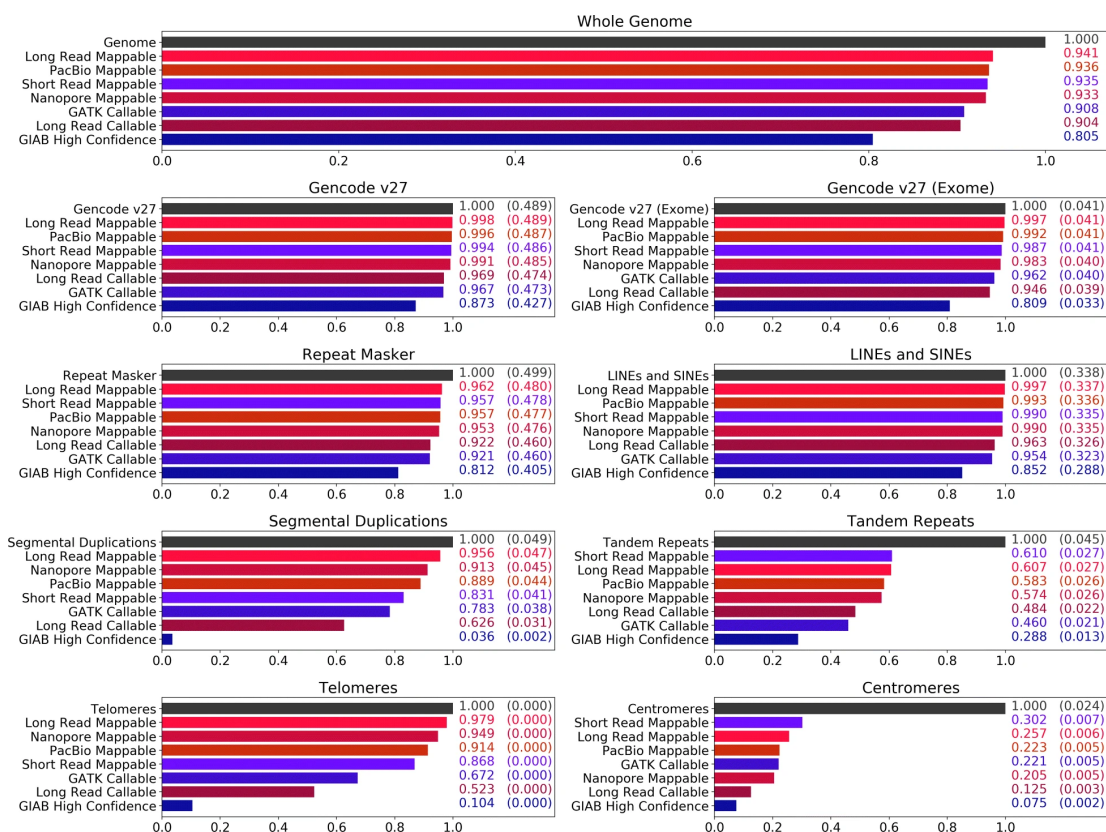 Whole Genome
Genome 1.000
Long Read Mappable 0.941
PacBio Mappable 0.936
Short Read Mappable 0.935
Nanopore Mappable 0.933
GATK Callable 0.908
Long Read Callable 0.904
GIAB High Confidence 0.805
0.0 0.2 0.4 0.6 0.8 1.0
Gencode v27
Gencode v27 1.000 (0.489)
Long Read Mappable 0.998 (0.489)
PacBio Mappable 0.996 (0.487)
Short Read Mappable 0.994 (0.486)
Nanopore Mappable 0.991 (0.485)
Long Read Callable 0.969 (0.474)
GATK Callable 0.967 (0.473)
GIAB High Confidence 0.873 (0.427)
0.0 0.2 0.4 0.6 0.8 1.0
Gencode v27 (Exome)
Gencode v27 (Exome) 1.000 (0.041)
Long Read Mappable 0.997 (0.041)
PacBio Mappable 0.992 (0.041)
Short Read Mappable 0.987 (0.041)
Nanopore Mappable 0.983 (0.040)
GATK Callable 0.962 (0.040)
Long Read Callable 0.946 (0.039)
GIAB High Confidence 0.809 (0.033)
0.0 0.2 0.4 0.6 0.8 1.0
Repeat Masker
Repeat Masker 1.000 (0.499)
Long Read Mappable 0.962 (0.480)
Short Read Mappable 0.957 (0.478)
PacBio Mappable 0.957 (0.477)
Nanopore Mappable 0.953 (0.476)
Long Read Callable 0.922 (0.460)
GATK Callable 0.921 (0.460)
GIAB High Confidence 0.812 (0.405)
0.0 0.2 0.4 0.6 0.8 1.0
LINEs and SINEs
LINEs and SINEs 1.000 (0.338)
Long Read Mappable 0.997 (0.337)
PacBio Mappable 0.993 (0.336)
Short Read Mappable 0.990 (0.335)
Nanopore Mappable 0.990 (0.335)
Long Read Callable 0.963 (0.326)
GATK Callable 0.954 (0.323)
GIAB High Confidence 0.852 (0.288)
0.0 0.2 0.4 0.6 0.8 1.0
Segmental Duplications
Segmental Duplications 1.000 (0.049)
Long Read Mappable 0.956 (0.047)
Nanopore Mappable 0.913 (0.045)
PacBio Mappable 0.889 (0.044)
Short Read Mappable 0.831 (0.041)
GATK Callable 0.783 (0.038)
Long Read Callable 0.626 (0.031)
GIAB High Confidence 0.036 (0.002)
0.0 0.2 0.4 0.6 0.8 1.0
Tandem Repeats
Tandem Repeats 1.000 (0.045)
Short Read Mappable 0.610 (0.027)
Long Read Mappable 0.607 (0.027)
PacBio Mappable 0.583 (0.026)
Nanopore Mappable 0.574 (0.026)
Long Read Callable 0.484 (0.022)
GATK Callable 0.460 (0.021)
GIAB High Confidence 0.288 (0.013)
0.0 0.2 0.4 0.6 0.8 1.0
Telomeres
Telomeres 1.000 (0.000)
Long Read Mappable 0.979 (0.000)
Nanopore Mappable 0.949 (0.000)
PacBio Mappable 0.914 (0.000)
Short Read Mappable 0.868 (0.000)
GATK Callable 0.672 (0.000)
Long Read Callable 0.523 (0.000)
GIAB High Confidence 0.104 (0.000)
0.0 0.2 0.4 0.6 0.8 1.0
Centromeres
Centromeres 1.000 (0.024)
Short Read Mappable 0.302 (0.007)
Long Read Mappable 0.257 (0.006)
PacBio Mappable 0.223 (0.005)
GATK Callable 0.221 (0.005)
Nanopore Mappable 0.205 (0.005)
Long Read Callable 0.125 (0.003)
GIAB High Confidence 0.075 (0.002)
0.0 0.2 0.4 0.6 0.8 1.0